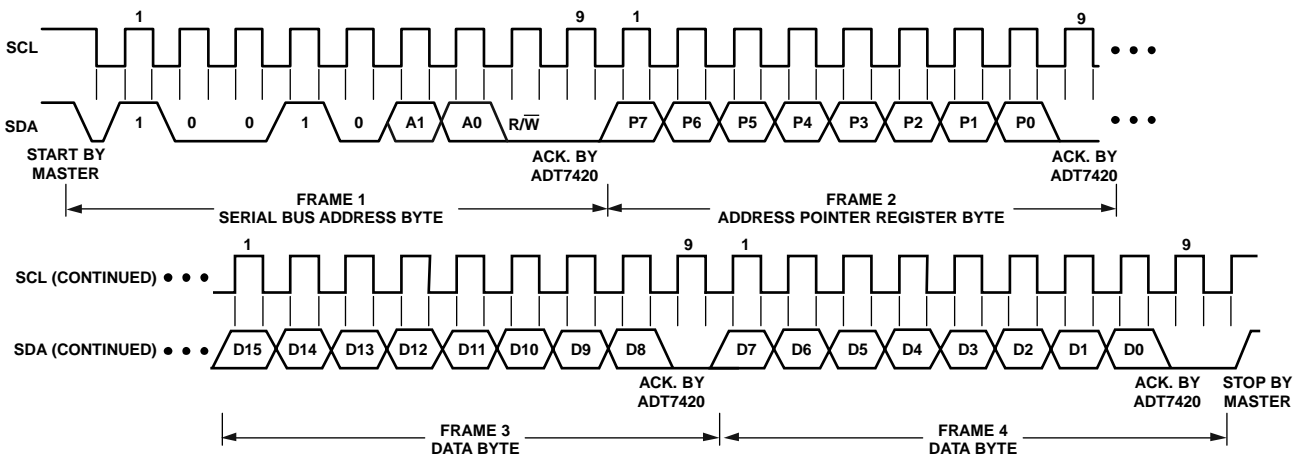 1 9 1 9
SCL
SDA 1 0 0 1 0 A1 A0 R/W̅ P7 P6 P5 P4 P3 P2 P1 P0
START BY MASTER
ACK. BY ADT7420
ACK. BY ADT7420
FRAME 1
SERIAL BUS ADDRESS BYTE
FRAME 2
ADDRESS POINTER REGISTER BYTE
1 9 1 9
SCL (CONTINUED)
SDA (CONTINUED) D15 D14 D13 D12 D11 D10 D9 D8 D7 D6 D5 D4 D3 D2 D1 D0
ACK. BY ADT7420
ACK. BY ADT7420
STOP BY MASTER
FRAME 3
DATA BYTE
FRAME 4
DATA BYTE